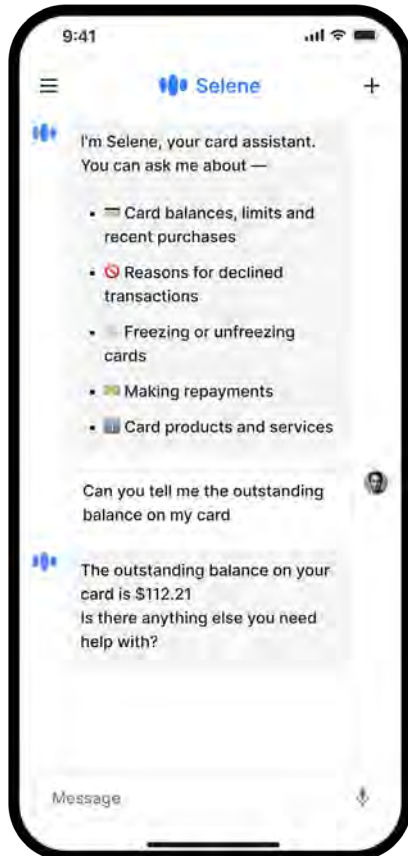 9:41
Selene
I'm Selene, your card assistant.
You can ask me about —
• Card balances, limits and
recent purchases
• Reasons for declined
transactions
• Freezing or unfreezing
cards
• Making repayments
• Card products and services
Can you tell me the outstanding
balance on my card
The outstanding balance on your
card is $112.21
Is there anything else you need
help with?
Message